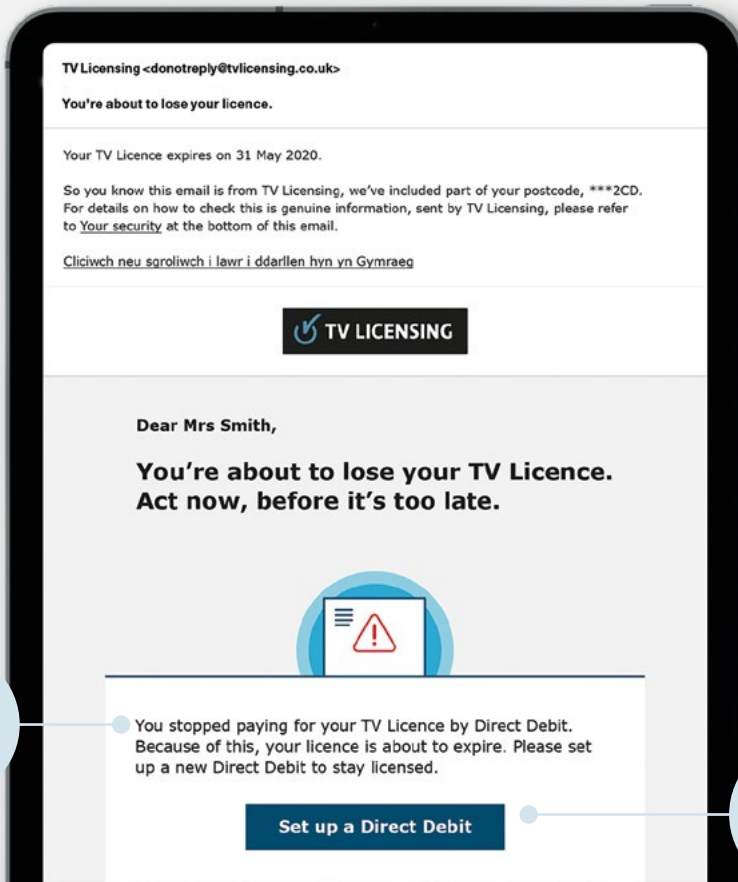 TV Licensing <donotreply@tvlicensing.co.uk>
You're about to lose your licence.
Your TV Licence expires on 31 May 2020.
So you know this email is from TV Licensing, we've included part of your postcode, ***2CD.
For details on how to check this is genuine information, sent by TV Licensing, please refer
to Your security at the bottom of this email.
Cliciwch neu sgroliwch i lawr i ddarllen hyn yn Gymraeg
TV LICENSING
Dear Mrs Smith,
You're about to lose your TV Licence.
Act now, before it's too late.
You stopped paying for your TV Licence by Direct Debit.
Because of this, your licence is about to expire. Please set
up a new Direct Debit to stay licensed.
Set up a Direct Debit